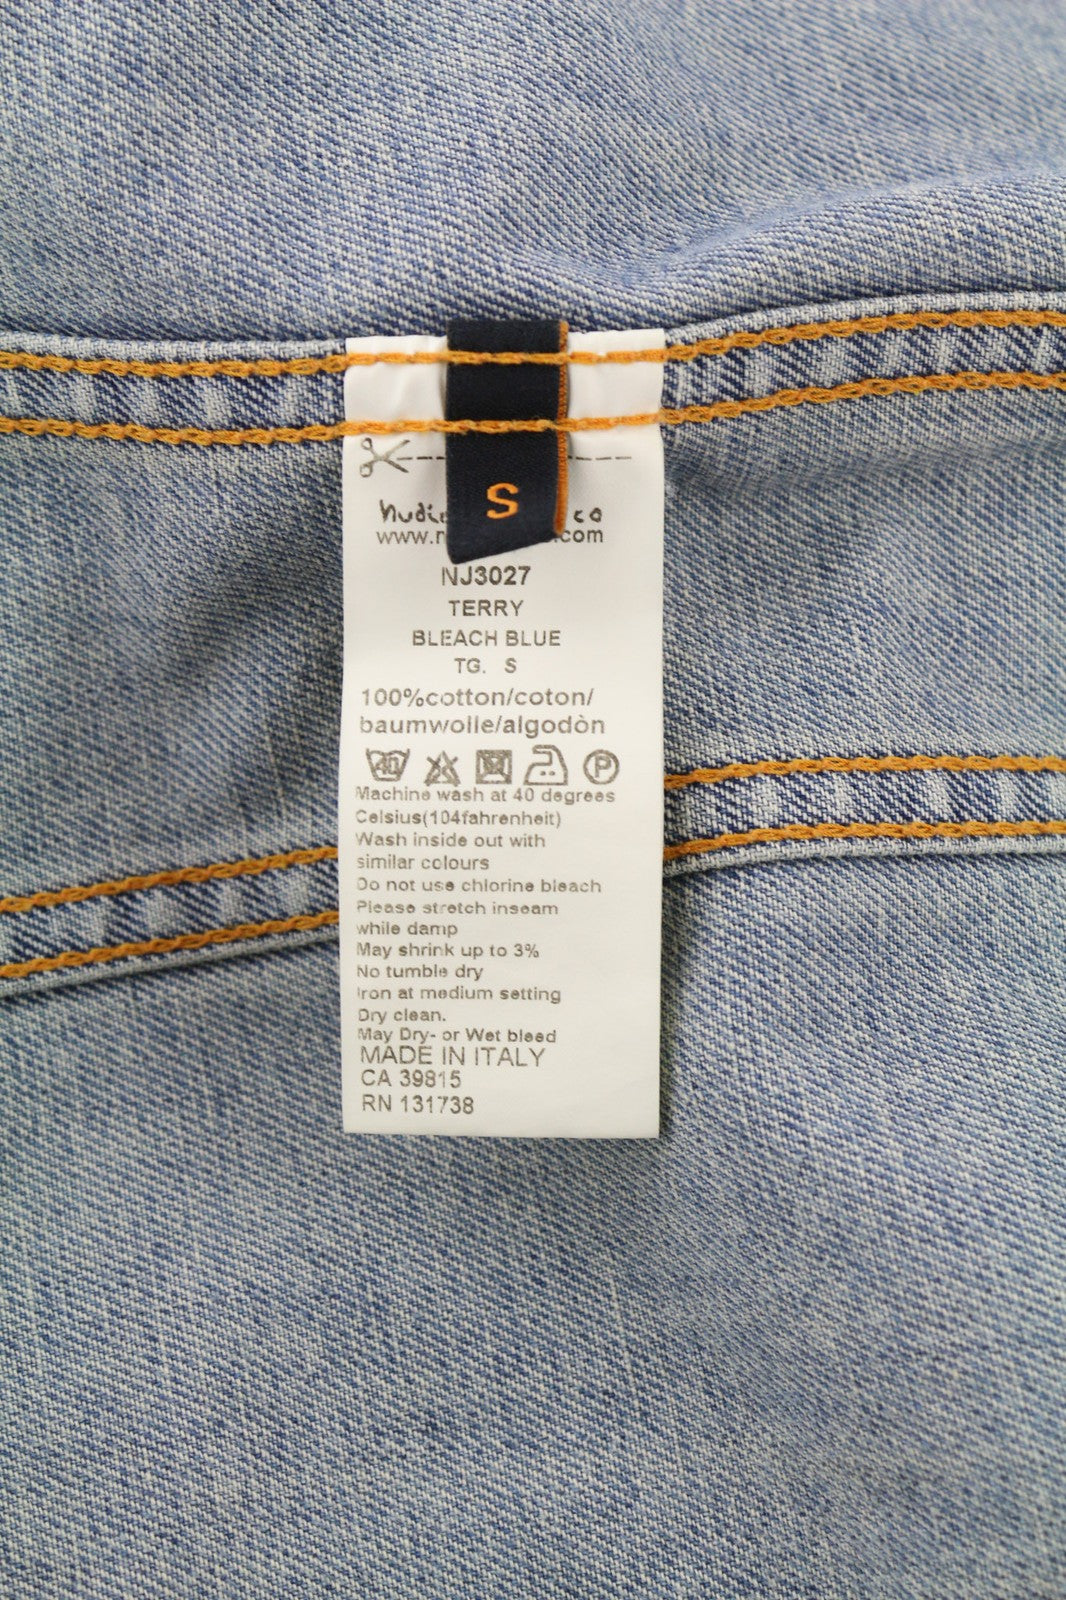 S
co
www. .com
NJ3027
TERRY
BLEACH BLUE
TG. S
100%cotton/coton/
baumwolle/algodòn
40 P
Machine wash at 40 degrees
Celsius(104fahrenheit)
Wash inside out with
similar colours
Do not use chlorine bleach
Please stretch inseam
while damp
May shrink up to 3%
No tumble dry
Iron at medium setting
Dry clean.
May Dry- or Wet bleed
MADE IN ITALY
CA 39815
RN 131738